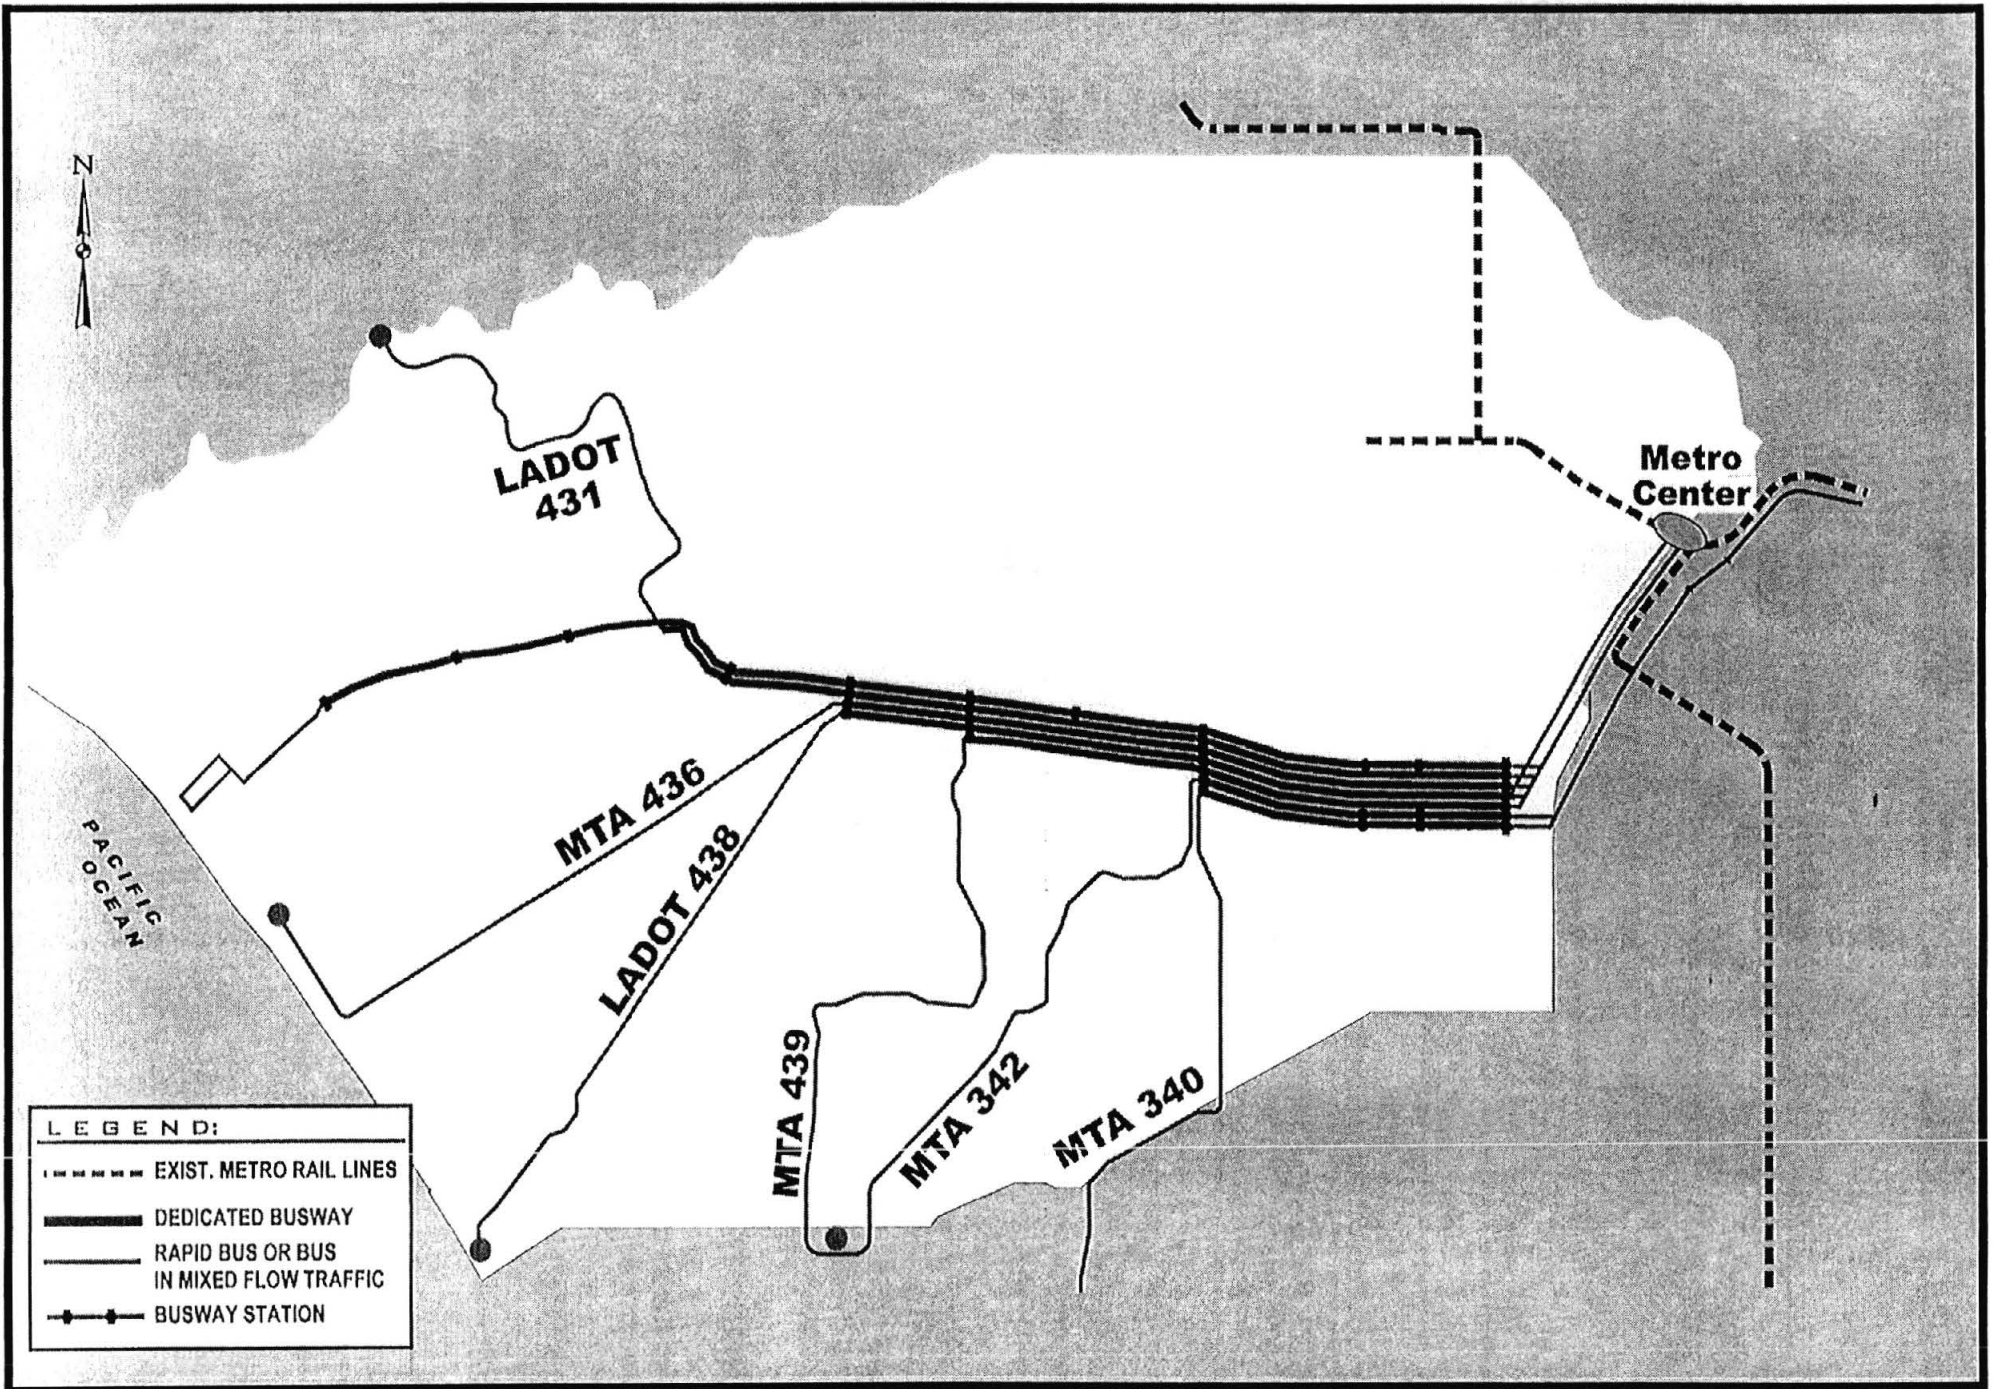 N
LADOT
431
Metro
Center
MTA 436
LADOT 438
PACIFIC
OCEAN
MTA 439
MTA 342
MTA 340
LEGEND:
EXIST. METRO RAIL LINES
DEDICATED BUSWAY
RAPID BUS OR BUS
IN MIXED FLOW TRAFFIC
BUSWAY STATION